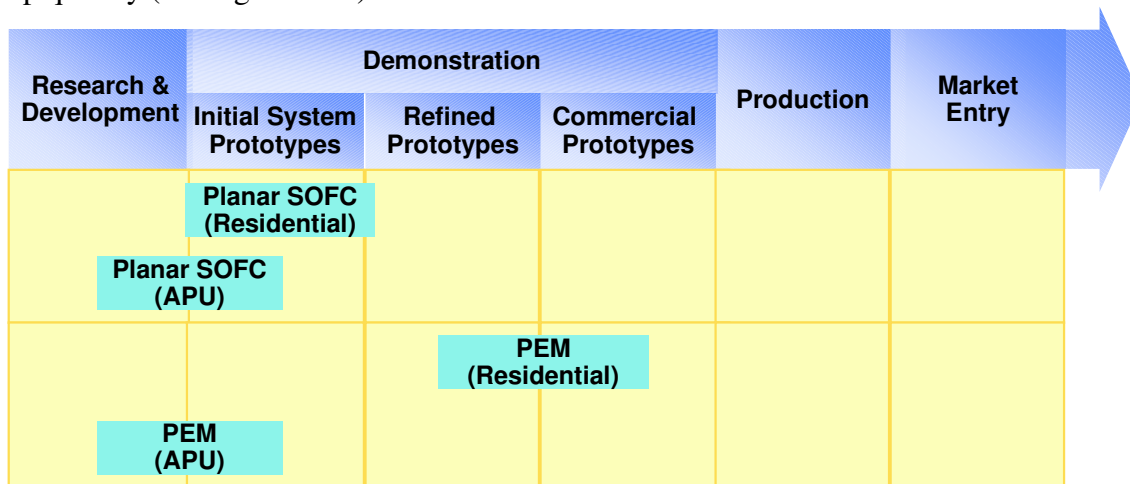 Demonstration
Research &
Development
Initial System
Prototypes
Refined
Prototypes
Commercial
Prototypes
Production
Market
Entry
Planar SOFC
(Residential)
Planar SOFC
(APU)
PEM
(Residential)
PEM
(APU)